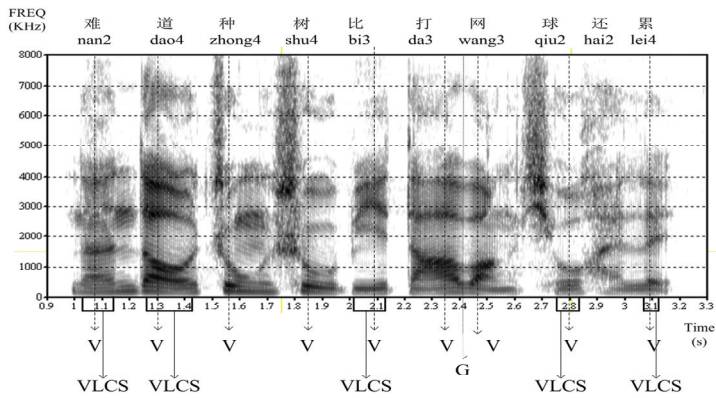 FREQ
(KHz)
难 道 种 树 比 打 网 球 还 累
nan2 dao4 zhong4 shu4 bi3 da3 wang3 qiu2 hai2 lei4
8000
7000
6000
5000
4000
3000
2000
1000
0
0.9 1 1.1 1.2 1.3 1.4 1.5 1.6 1.7 1.8 1.9 2 2.1 2.2 2.3 2.4 2.5 2.6 2.7 2.8 2.9 3 3.1 3.2 3.3
Time
(s)
V V V V V V V V V
G
VLCS VLCS VLCS VLCS VLCS